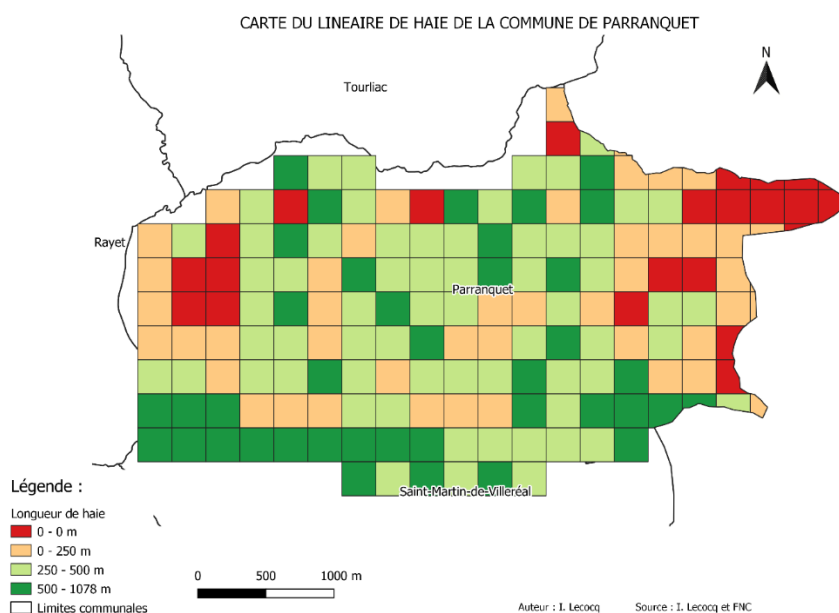 CARTE DU LINEAIRE DE HAIE DE LA COMMUNE DE PARRANQUET
N
Tourliac
Rayet
Parranquet
Saint-Martin-de-Villeréal
Légende :
Longueur de haie
0 - 0 m
0 - 250 m
250 - 500 m
500 - 1078 m
Limites communales
0 500 1000 m
Auteur : I. Lecocq Source : I. Lecocq et FNC